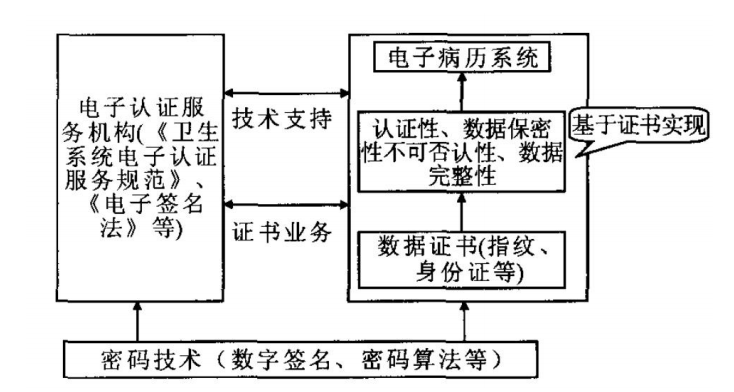 电子病历系统
电子认证服
务机构(《卫生
系统电子认证
服务规范》、
《电子签名
法》等)
技术支持
证书业务
认证性、数据保密
性不可否认性、数据
完整性
基于证书实现
数据证书(指纹、
身份证等)
密码技术（数字签名、密码算法等）